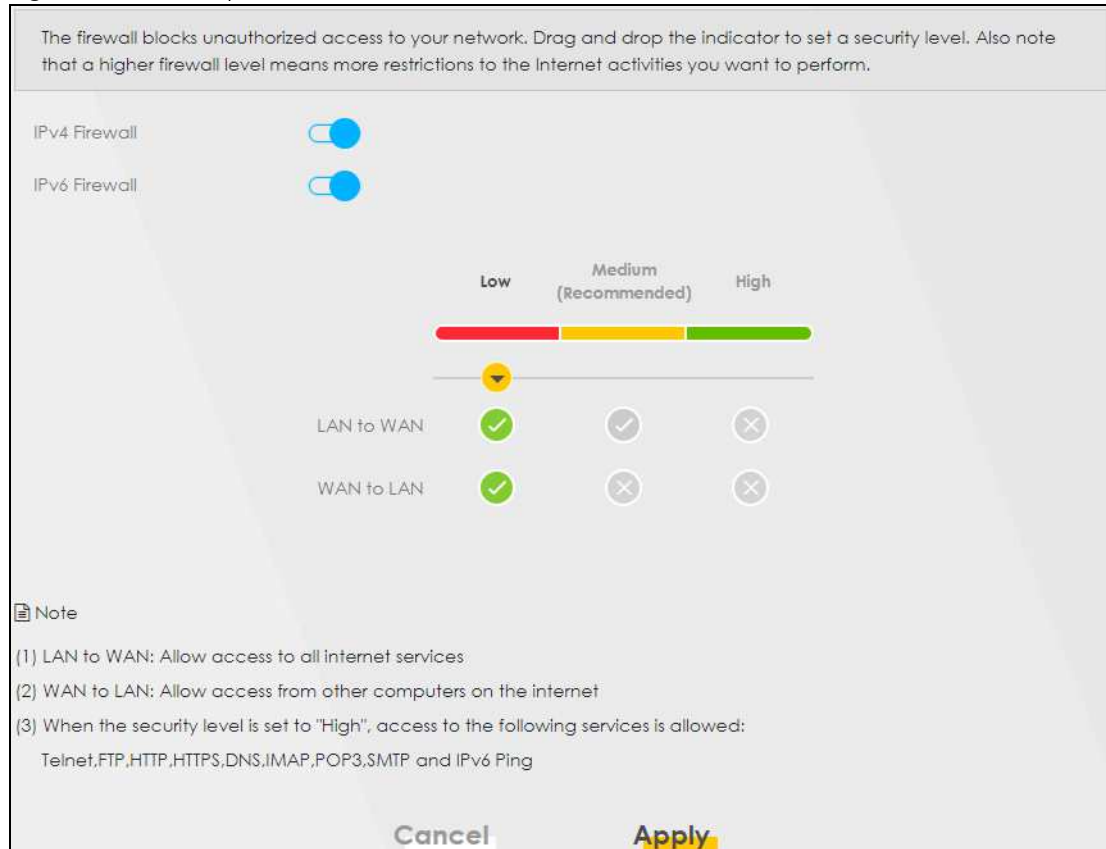 The firewall blocks unauthorized access to your network. Drag and drop the indicator to set a security level. Also note
that a higher firewall level means more restrictions to the Internet activities you want to perform.
IPv4 Firewall
IPv6 Firewall
Low
Medium
(Recommended)
High
LAN to WAN
WAN to LAN
Note
(1) LAN to WAN: Allow access to all internet services
(2) WAN to LAN: Allow access from other computers on the internet
(3) When the security level is set to "High", access to the following services is allowed:
Telnet,FTP,HTTP,HTTPS,DNS,IMAP,POP3,SMTP and IPv6 Ping
Cancel
Apply